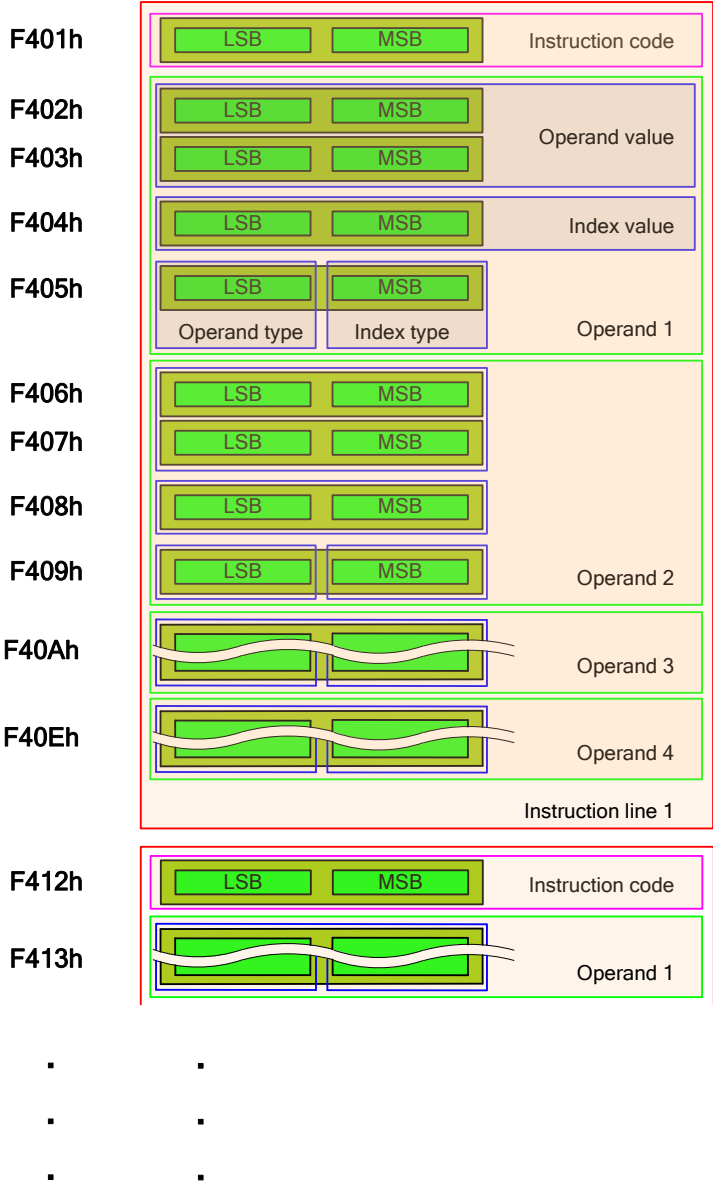 F401h LSB MSB Instruction code
F402h LSB MSB
Operand value
F403h LSB MSB
F404h LSB MSB Index value
F405h LSB MSB
Operand type Index type Operand 1
F406h LSB MSB
F407h LSB MSB
F408h LSB MSB
F409h LSB MSB Operand 2
F40Ah Operand 3
F40Eh Operand 4
Instruction line 1
F412h LSB MSB Instruction code
F413h Operand 1